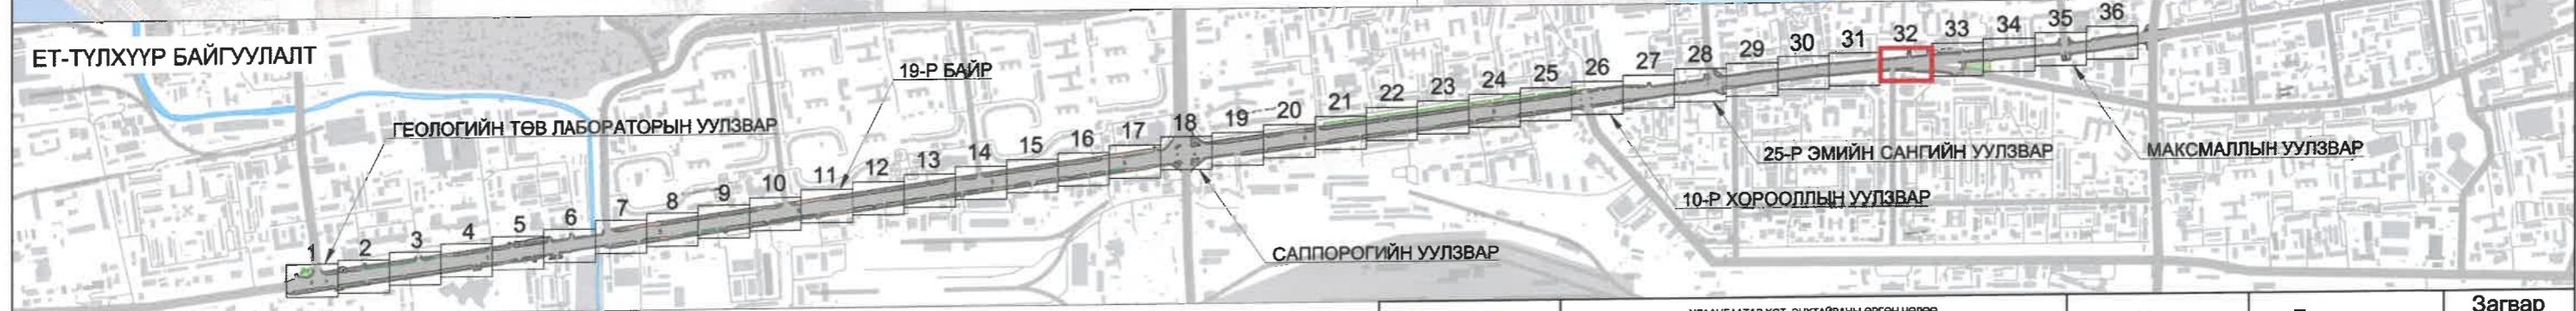 ЕТ-ТҮЛХҮҮР БАЙГУУЛАЛТ
ГЕОЛОГИЙН ТӨВ ЛАБОРАТОРЫН УУЛЗВАР
19-Р БАЙР
1 2 3 4 5 6 7 8 9 10 11 12 13 14 15 16 17 18 19 20 21 22 23 24 25 26 27 28 29 30 31 32 33 34 35 36
САППОРОГИЙН УУЛЗВАР
10-Р ХОРООЛЛЫН УУЛЗВАР
25-Р ЭМИЙН САНГИЙН УУЛЗВАР
МАКСМАЛЛЫН УУЛЗВАР
Загвар